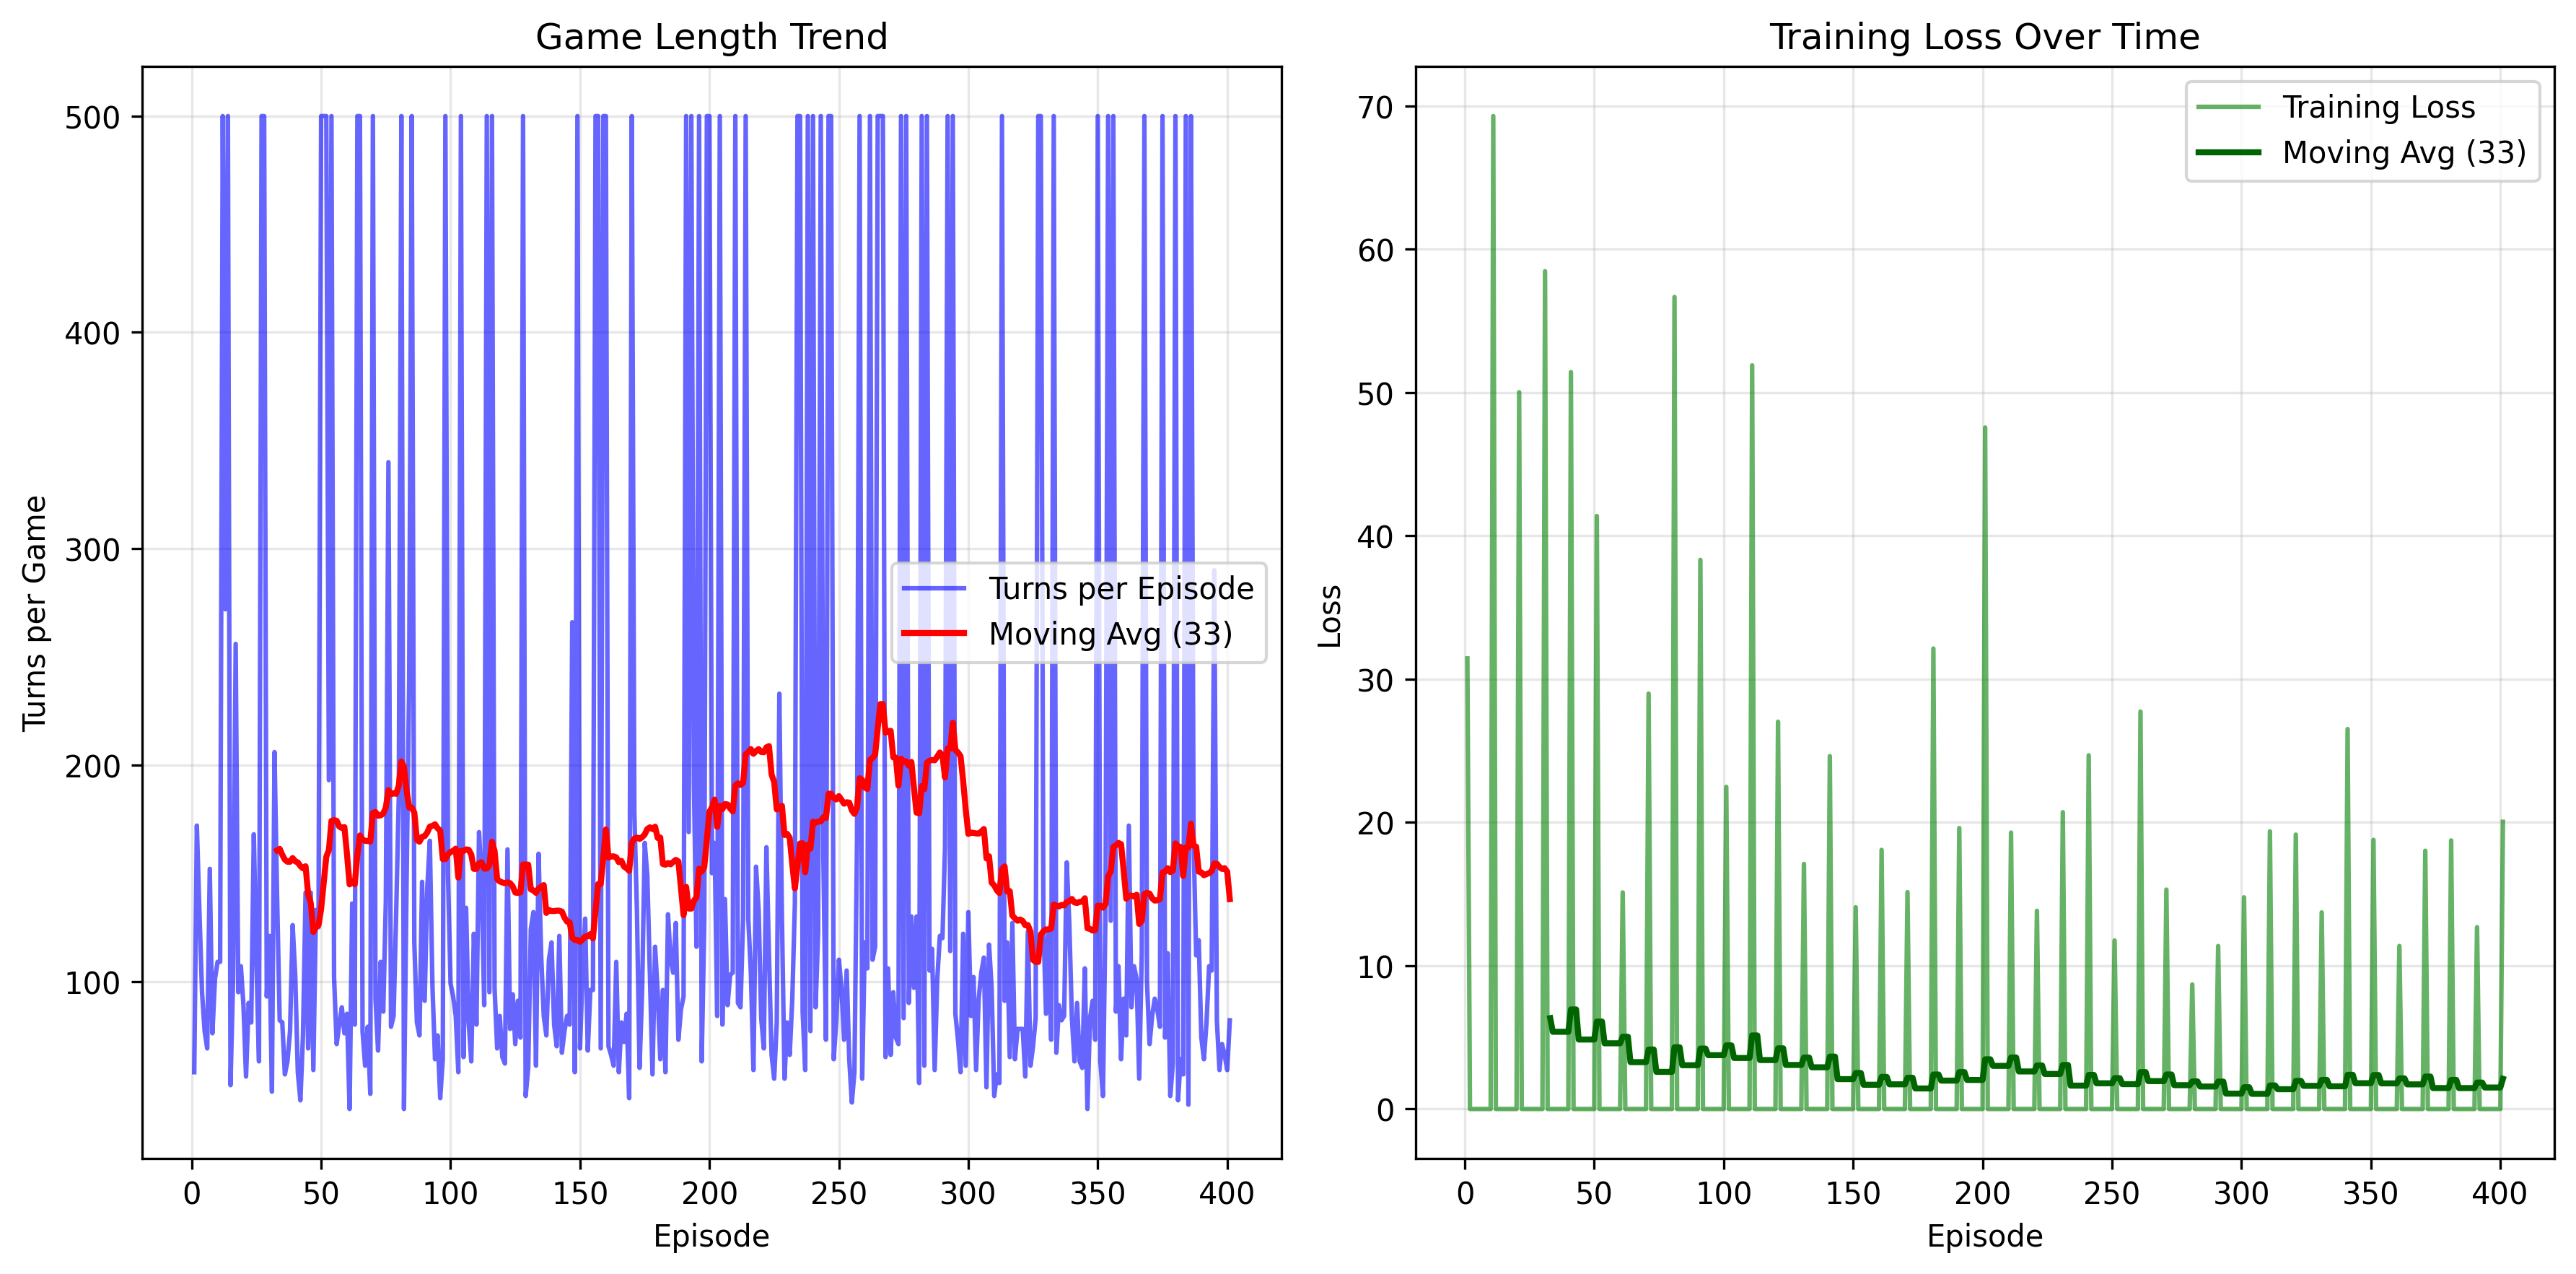 Game Length Trend
Turns per Game
500
400
300
200
100
Turns per Episode
Moving Avg (33)
0 50 100 150 200 250 300 350 400
Episode
Training Loss Over Time
Loss
70
60
50
40
30
20
10
0
Training Loss
Moving Avg (33)
0 50 100 150 200 250 300 350 400
Episode